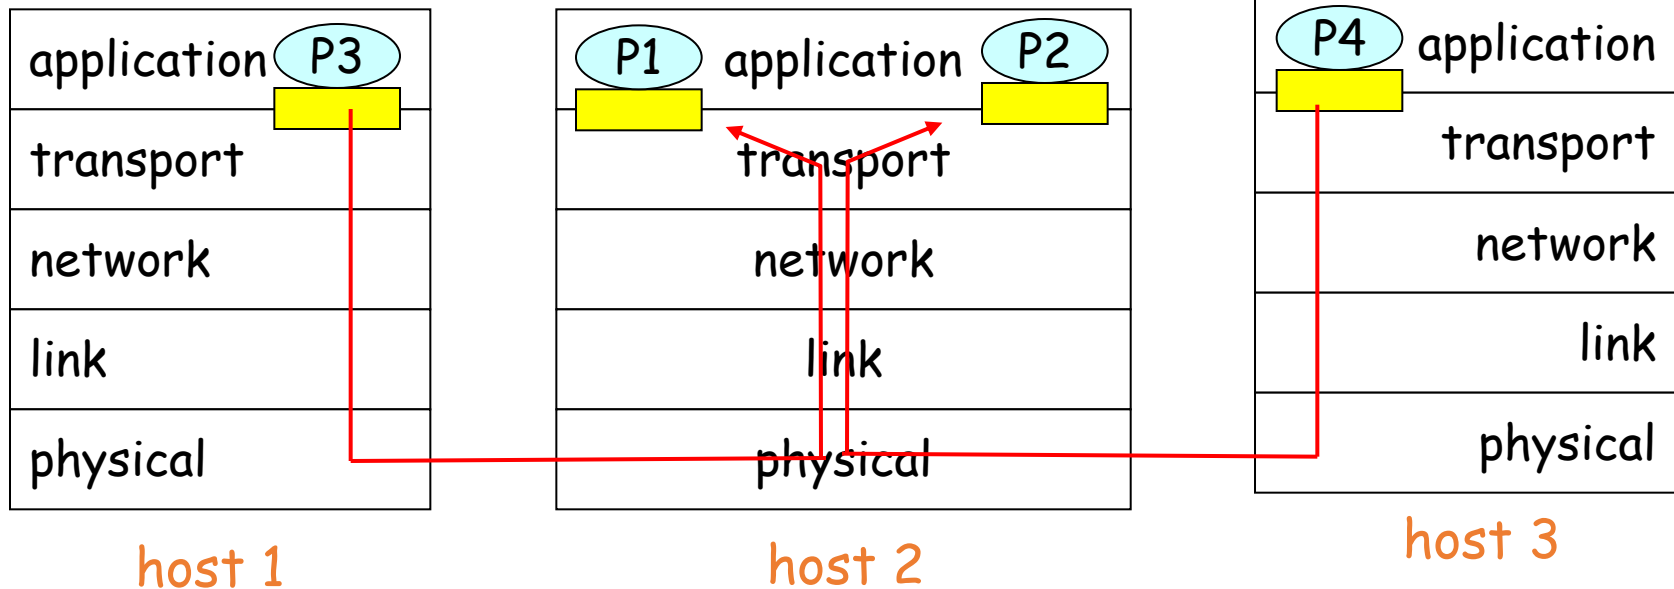 application P3
transport
network
link
physical
host 1
P1 application P2
transport
network
link
physical
host 2
P4 application
transport
network
link
physical
host 3